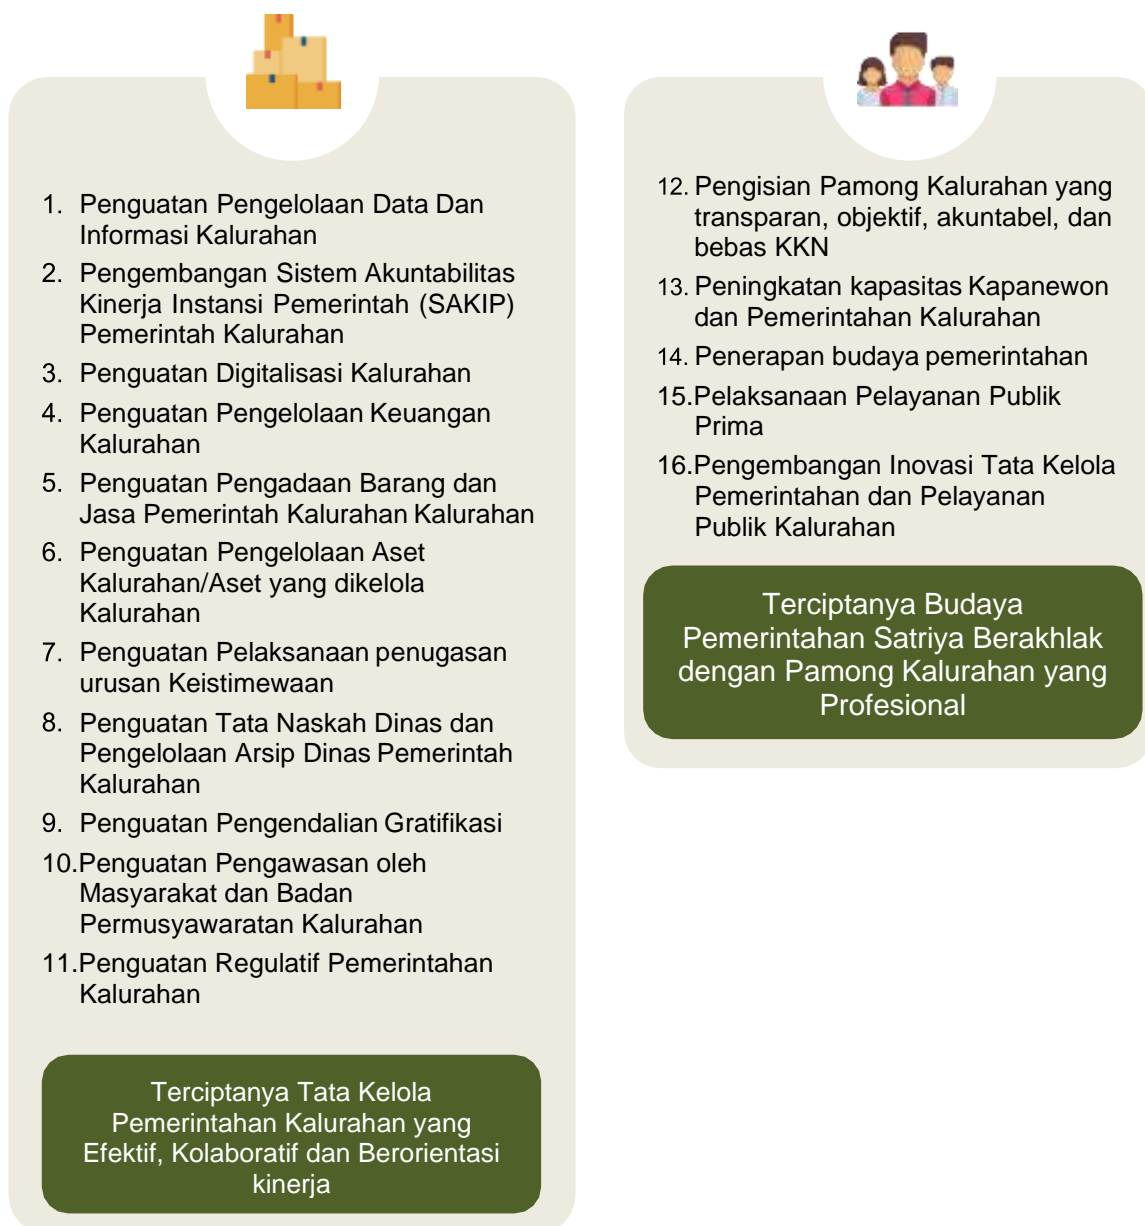 1. Penguatan Pengelolaan Data Dan
Informasi Kalurahan
2. Pengembangan Sistem Akuntabilitas
Kinerja Instansi Pemerintah (SAKIP)
Pemerintah Kalurahan
3. Penguatan Digitalisasi Kalurahan
4. Penguatan Pengelolaan Keuangan
Kalurahan
5. Penguatan Pengadaan Barang dan
Jasa Pemerintah Kalurahan Kalurahan
6. Penguatan Pengelolaan Aset
Kalurahan/Aset yang dikelola
Kalurahan
7. Penguatan Pelaksanaan penugasan
urusan Keistimewaan
8. Penguatan Tata Naskah Dinas dan
Pengelolaan Arsip Dinas Pemerintah
Kalurahan
9. Penguatan Pengendalian Gratifikasi
10.Penguatan Pengawasan oleh
Masyarakat dan Badan
Permusyawaratan Kalurahan
11.Penguatan Regulatif Pemerintahan
Kalurahan
Terciptanya Tata Kelola
Pemerintahan Kalurahan yang
Efektif, Kolaboratif dan Berorientasi
kinerja
12. Pengisian Pamong Kalurahan yang
transparan, objektif, akuntabel, dan
bebas KKN
13. Peningkatan kapasitas Kapanewon
dan Pemerintahan Kalurahan
14. Penerapan budaya pemerintahan
15.Pelaksanaan Pelayanan Publik
Prima
16.Pengembangan Inovasi Tata Kelola
Pemerintahan dan Pelayanan
Publik Kalurahan
Terciptanya Budaya
Pemerintahan Satriya Berakhlak
dengan Pamong Kalurahan yang
Profesional